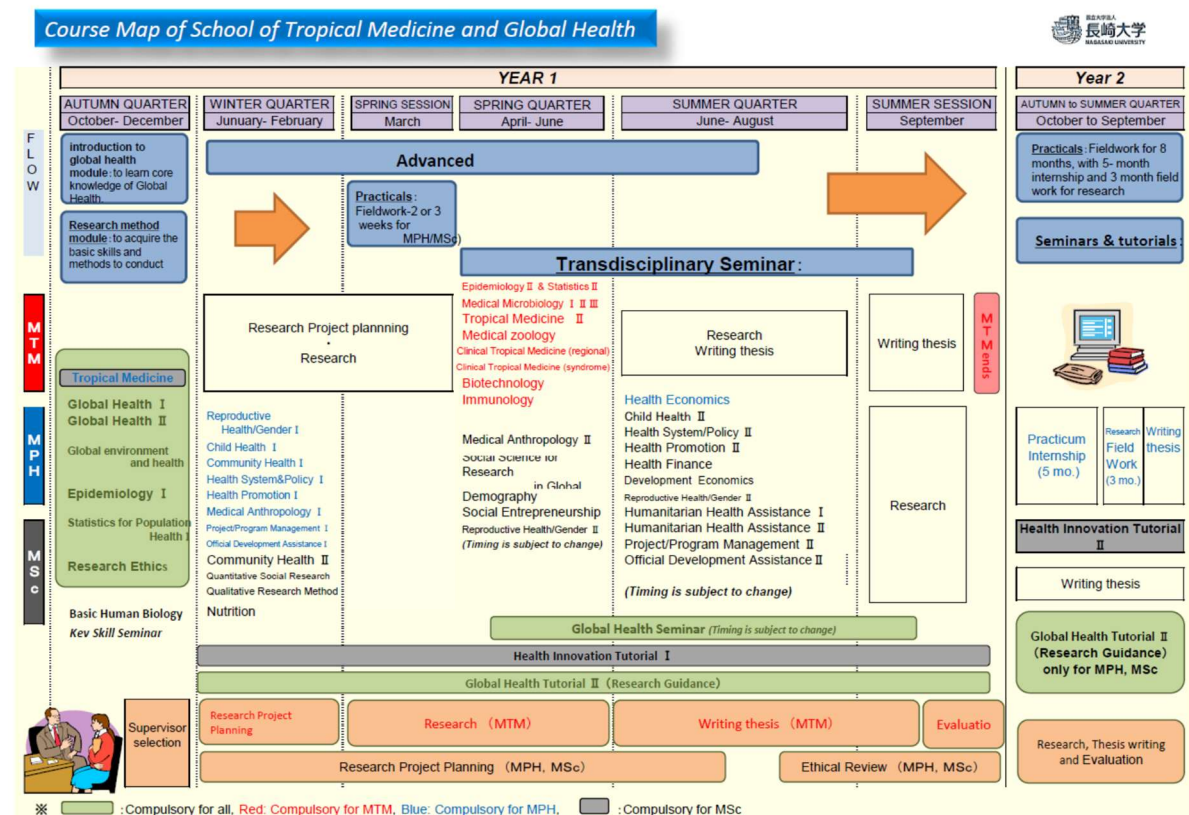 Course Map of School of Tropical Medicine and Global Health
国立大学法人
長崎大学
NAGASAKI UNIVERSITY
YEAR 1
Year 2
AUTUMN QUARTER
October- December
WINTER QUARTER
Junuary- February
SPRING SESSION
March
SPRING QUARTER
April- June
SUMMER QUARTER
June- August
SUMMER SESSION
September
AUTUMN to SUMMER QUARTER
October to September
F
L
O
W
introduction to
global health
module:to learn core
knowledge of Global
Health.
Research method
module:to acquire the
basic skills and
methods to conduct
Advanced
Practicals:
Fieldwork-2 or 3
weeks for
MPH/MSc)
Transdisciplinary Seminar:
Practicals:Fieldwork for 8
months, with 5- month
internship and 3 month field
work for research
Seminars & tutorials:
M
T
M
Tropical Medicine
Global Health Ⅰ
Global Health Ⅱ
Global environment
and health
Epidemiology Ⅰ
Statistics for Population
Health Ⅰ
Research Ethics
Basic Human Biology
Key Skill Seminar
Research Project plannning
・
Research
Epidemiology Ⅱ & Statistics Ⅱ
Medical Microbiology Ⅰ Ⅱ Ⅲ
Tropical Medicine Ⅱ
Medical zoology
Clinical Tropical Medicine (regional)
Clinical Tropical Medicine (syndrome)
Biotechnology
Immunology
Research
Writing thesis
Writing thesis
M
T
M
ends
M
P
H
M
S
c
Reproductive
Health/Gender Ⅰ
Child Health Ⅰ
Community Health Ⅰ
Health System&Policy Ⅰ
Health Promotion Ⅰ
Medical Anthropology Ⅰ
Project/Program Management Ⅰ
Official Development Assistance Ⅰ
Community Health Ⅱ
Quantitative Social Research
Qualitative Research Method
Nutrition
Medical Anthropology Ⅱ
Social Science for
Research
in Global
Demography
Social Entrepreneurship
Reproductive Health/Gender Ⅱ
(Timing is subject to change)
Health Economics
Child Health Ⅱ
Health System/Policy Ⅱ
Health Promotion Ⅱ
Health Finance
Development Economics
Reproductive Health/Gender Ⅱ
Humanitarian Health Assistance Ⅰ
Humanitarian Health Assistance Ⅱ
Project/Program Management Ⅱ
Official Development Assistance Ⅱ
(Timing is subject to change)
Research
Practicum
Internship
(5 mo.)
Research
Field
Work
(3 mo.)
Writing
thesis
Health Innovation Tutorial
Ⅱ
Writing thesis
Global Health Seminar (Timing is subject to change)
Health Innovation Tutorial Ⅰ
Global Health Tutorial Ⅱ (Research Guidance)
Global Health Tutorial Ⅱ
(Research Guidance)
only for MPH, MSc
Supervisor
selection
Research Project
Planning
Research (MTM)
Writing thesis (MTM)
Evaluatio
Research Project Planning (MPH, MSc)
Ethical Review (MPH, MSc)
Research, Thesis writing
and Evaluation
※ :Compulsory for all, Red: Compulsory for MTM, Blue: Compulsory for MPH, :Compulsory for MSc